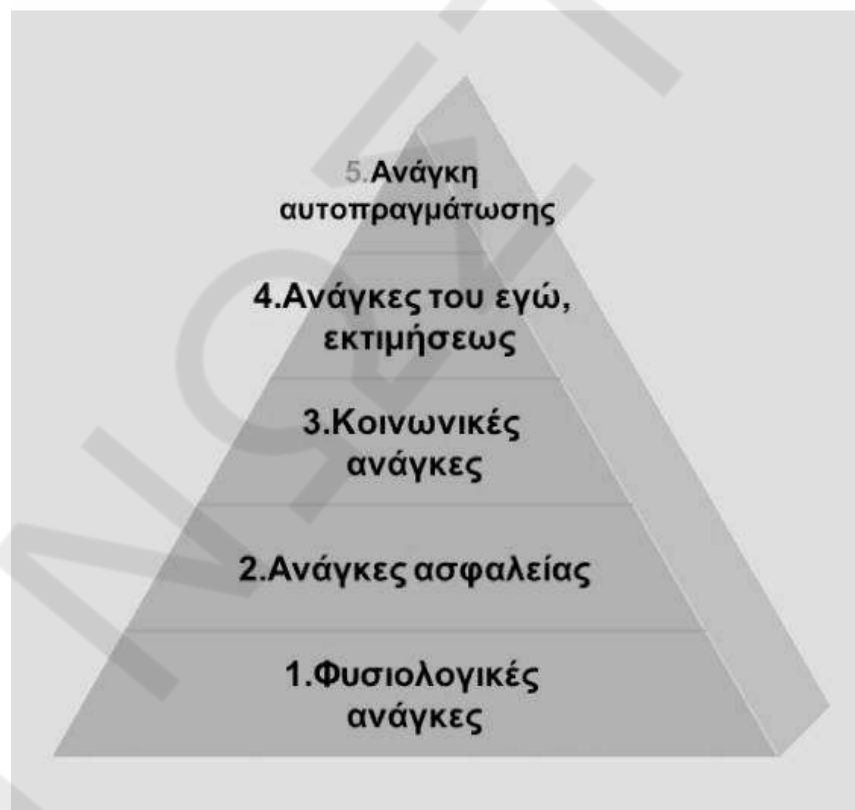 5.Ανάγκη
αυτοπραγμάτωσης
4.Ανάγκες του εγώ,
εκτιμήσεως
3.Κοινωνικές
ανάγκες
2.Ανάγκες ασφαλείας
1.Φυσιολογικές
ανάγκες